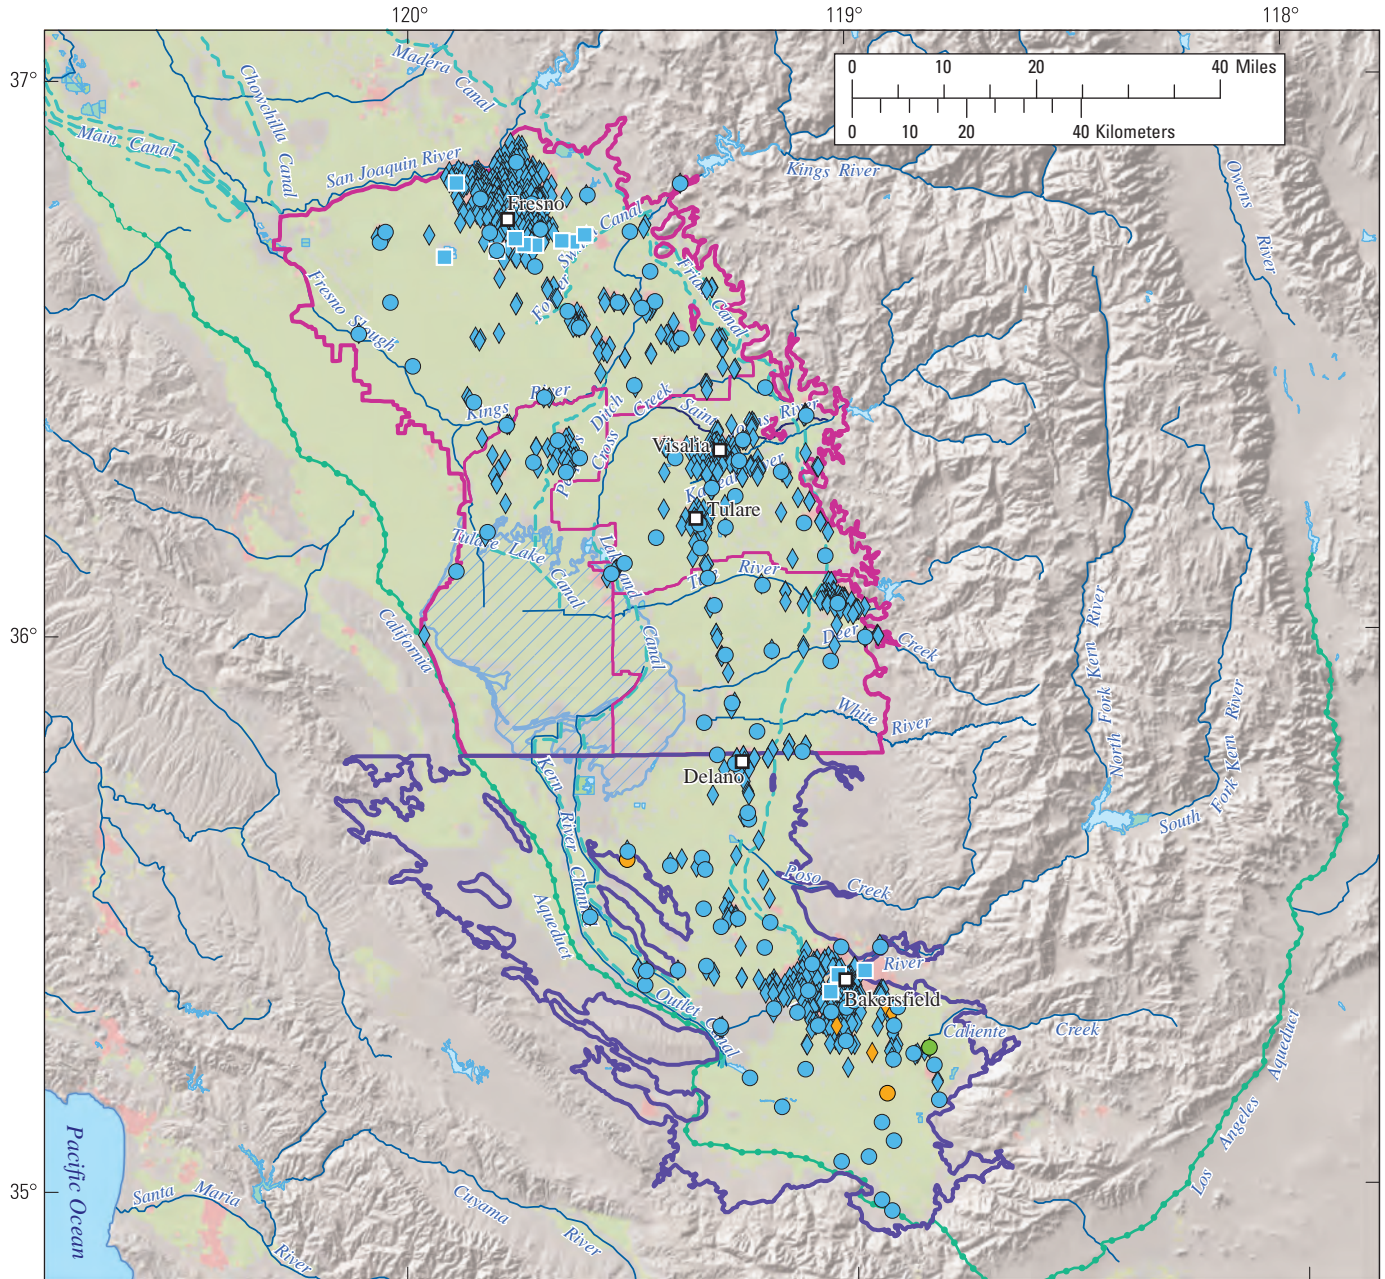 120°
119°
118°
37°
36°
35°
0 10 20 40 Miles
0 10 20 40 Kilometers
Madera Canal
Chowchilla Canal
Main Canal
San Joaquin River
Kings River
Owens River
Fresno
Canal
Friant Canal
Fresno Slough
Kings River
Ditch
Cross Creek
Saint
River
Visalia
Tulare
Tulare Lake Canal
Lakeland Canal
River
Deer Creek
California Aqueduct
White River
North Fork Kern River
South Fork Kern River
Delano
Kern River Channel
Poso Creek
River
Bakersfield
Outlet Canal
Caliente Creek
Los Angeles Aqueduct
Pacific Ocean
Santa Maria River
Cuyama River